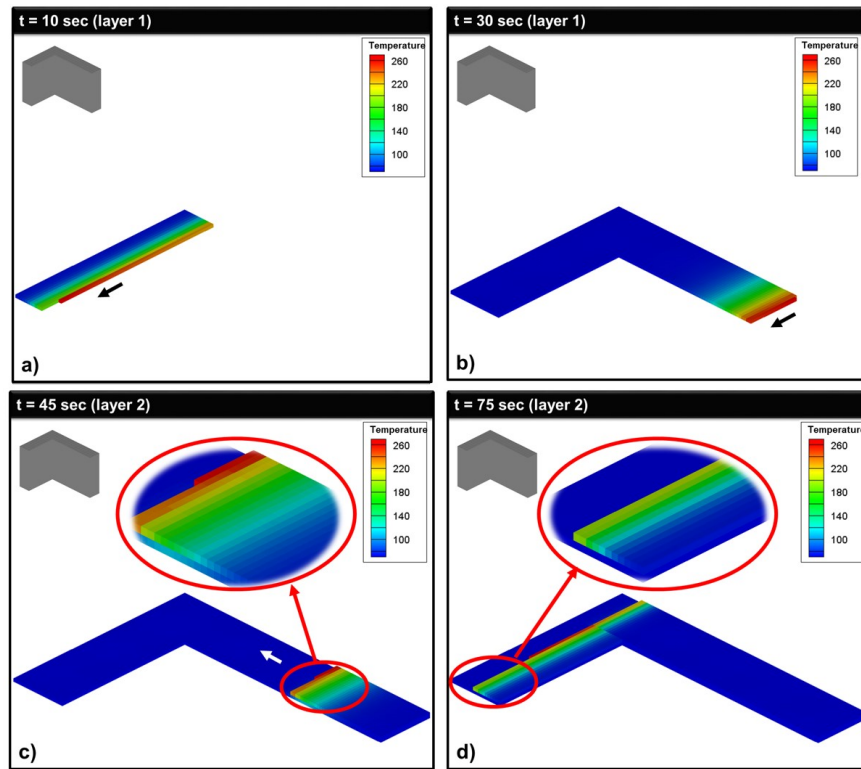 t = 10 sec (layer 1)
Temperature
260
220
180
140
100
a)
t = 30 sec (layer 1)
Temperature
260
220
180
140
100
b)
t = 45 sec (layer 2)
Temperature
260
220
180
140
100
c)
t = 75 sec (layer 2)
Temperature
260
220
180
140
100
d)